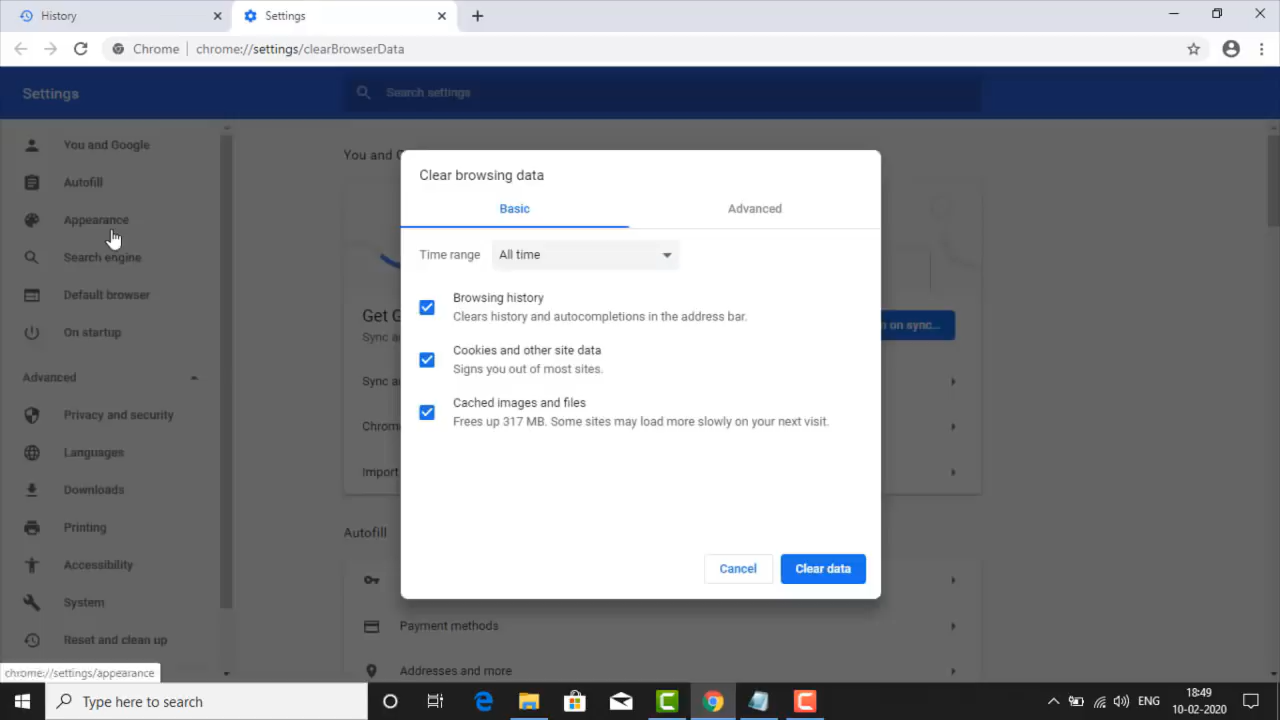 History
Settings
Chrome
chrome://settings/clearBrowserData
Settings
Search settings
You and Google
Autofill
Appearance
Search engine
Default browser
On startup
Advanced
Privacy and security
Languages
Downloads
Printing
Accessibility
System
Reset and clean up
You and G
Get G
Sync a
n on sync...
Sync a
Chrom
Import
Autofill
Payment methods
Addresses and more
Clear browsing data
Basic
Advanced
Time range
All time
Browsing history
Clears history and autocompletions in the address bar.
Cookies and other site data
Signs you out of most sites.
Cached images and files
Frees up 317 MB. Some sites may load more slowly on your next visit.
Cancel
Clear data
chrome://settings/appearance
Type here to search
ENG
18:49
10-02-2020